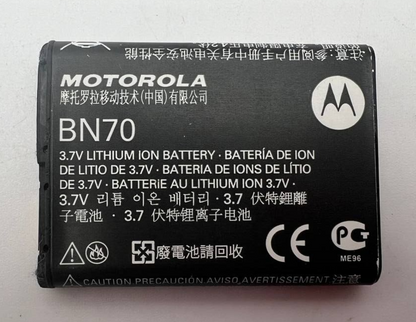 MOTOROLA
摩托罗拉移动技术(中国)有限公司
BN70
3.7V LITHIUM ION BATTERY · BATERÍA DE ION
DE LITIO DE 3.7V · BATERIA DE IONS DE LÍTIO
DE 3.7V · BATTERIE AU LITHIUM ION 3.7V ·
3.7V 리튬 이온 배터리 · 3.7 伏特鋰離
子電池 · 3.7 伏特锂离子电池
廢電池請回收
CE
PG
ME96
CAUTION.PRECAUCIÓN.AVISO.AVERTISSEMENT.注意